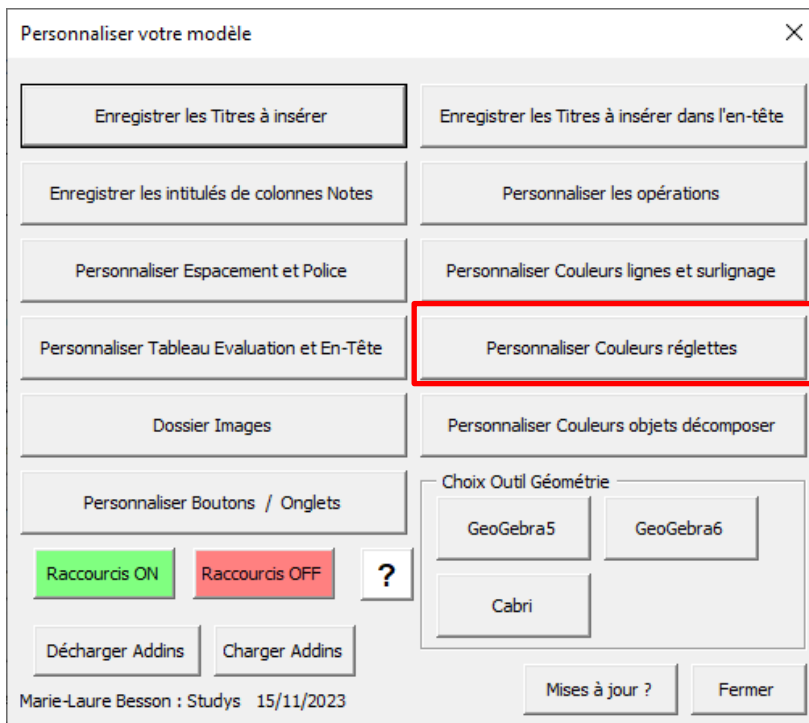 Personnaliser votre modèle
Enregistrer les Titres à insérer
Enregistrer les Titres à insérer dans l'en-tête
Enregistrer les intitulés de colonnes Notes
Personnaliser les opérations
Personnaliser Espacement et Police
Personnaliser Couleurs lignes et surlignage
Personnaliser Tableau Evaluation et En-Tête
Personnaliser Couleurs réglettes
Dossier Images
Personnaliser Couleurs objets décomposer
Personnaliser Boutons / Onglets
Choix Outil Géométrie
GeoGebra5
GeoGebra6
Cabri
Raccourcis ON
Raccourcis OFF
?
Décharger Addins
Charger Addins
Mises à jour ?
Fermer
Marie-Laure Besson : Studys 15/11/2023